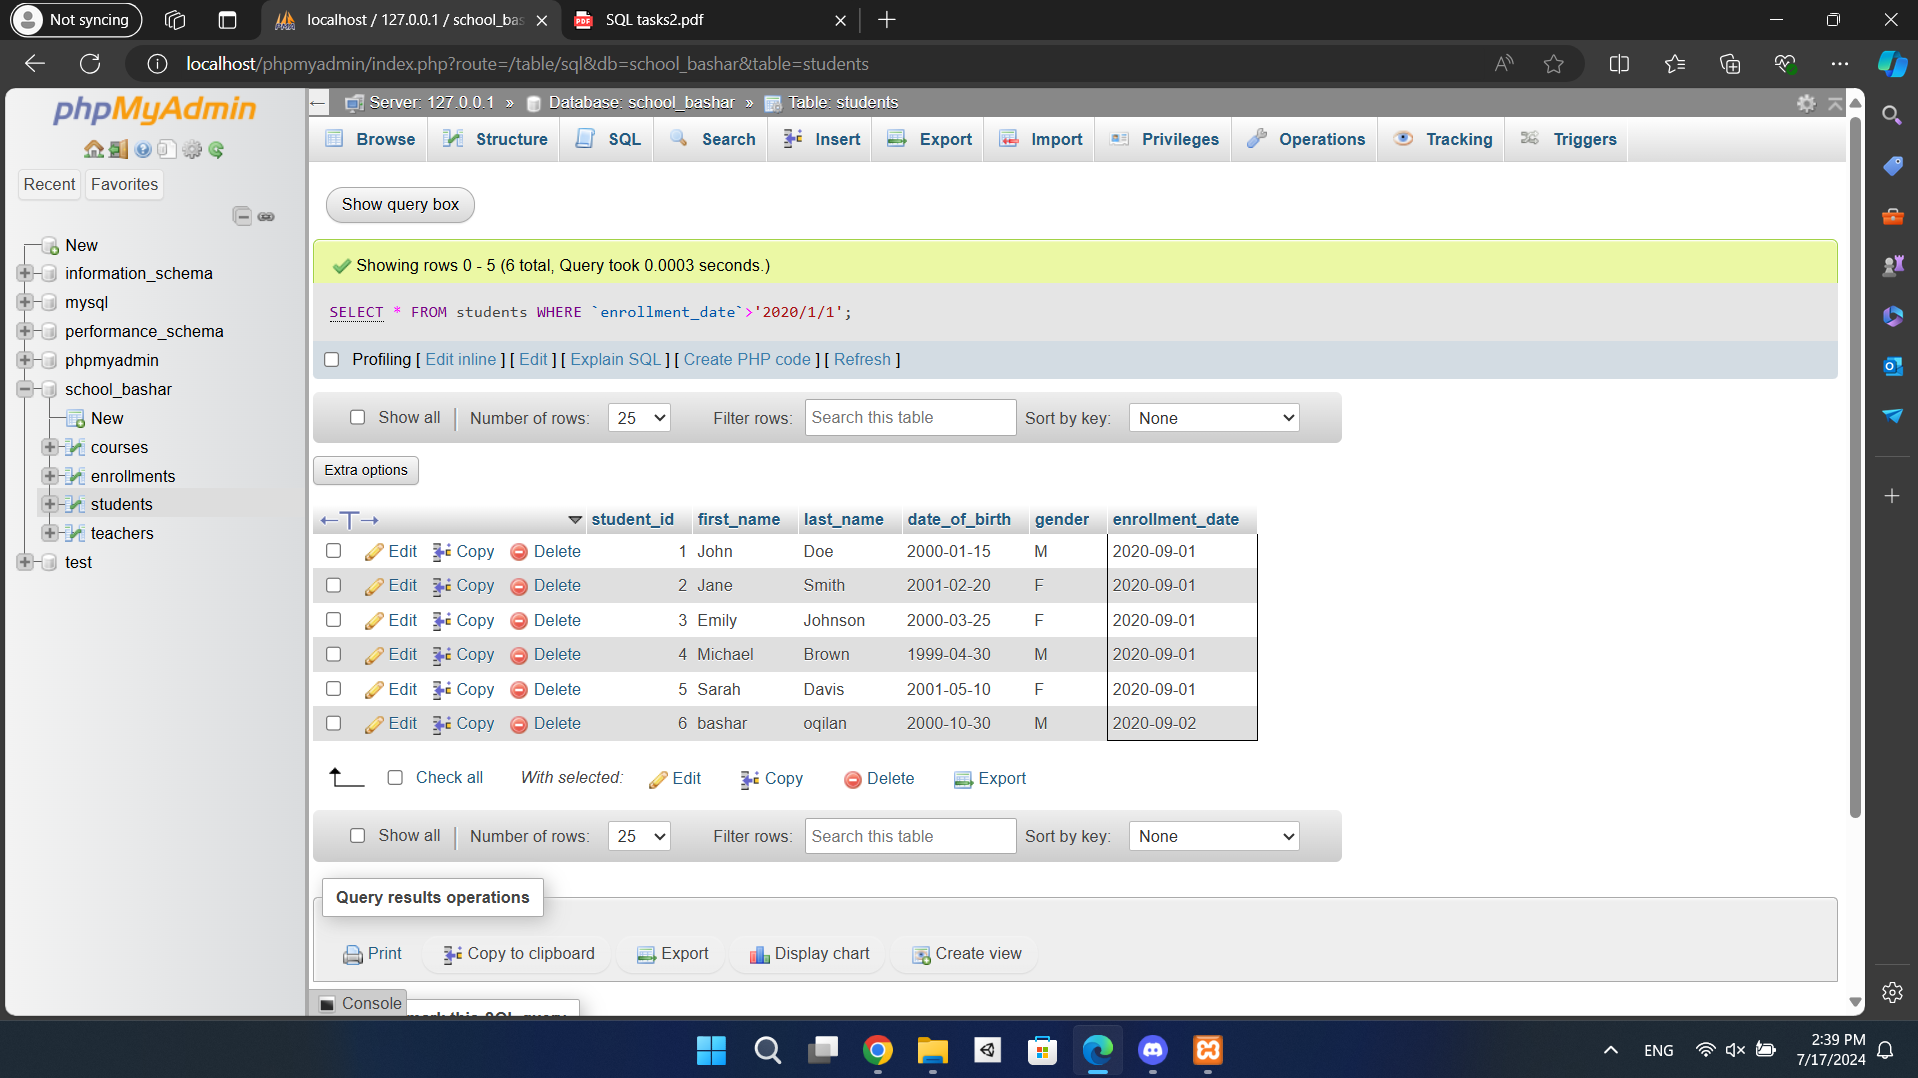 Not syncing
localhost / 127.0.0.1 / school_bas
SQL tasks2.pdf
localhost/phpmyadmin/index.php?route=/table/sql&db=school_bashar&table=students
phpMyAdmin
Recent Favorites
New
information_schema
mysql
performance_schema
phpmyadmin
school_bashar
New
courses
enrollments
students
teachers
test
Server: 127.0.0.1 » Database: school_bashar » Table: students
Browse Structure SQL Search Insert Export Import Privileges Operations Tracking Triggers
Show query box
Showing rows 0 - 5 (6 total, Query took 0.0003 seconds.)
SELECT * FROM students WHERE `enrollment_date`>'2020/1/1';
Profiling [ Edit inline ] [ Edit ] [ Explain SQL ] [ Create PHP code ] [ Refresh ]
Show all Number of rows: 25 Filter rows: Search this table Sort by key: None
Extra options
student_id first_name last_name date_of_birth gender enrollment_date
Edit Copy Delete 1 John Doe 2000-01-15 M 2020-09-01
Edit Copy Delete 2 Jane Smith 2001-02-20 F 2020-09-01
Edit Copy Delete 3 Emily Johnson 2000-03-25 F 2020-09-01
Edit Copy Delete 4 Michael Brown 1999-04-30 M 2020-09-01
Edit Copy Delete 5 Sarah Davis 2001-05-10 F 2020-09-01
Edit Copy Delete 6 bashar oqilan 2000-10-30 M 2020-09-02
Check all With selected: Edit Copy Delete Export
Show all Number of rows: 25 Filter rows: Search this table Sort by key: None
Query results operations
Print Copy to clipboard Export Display chart Create view
Console
ENG
2:39 PM
7/17/2024